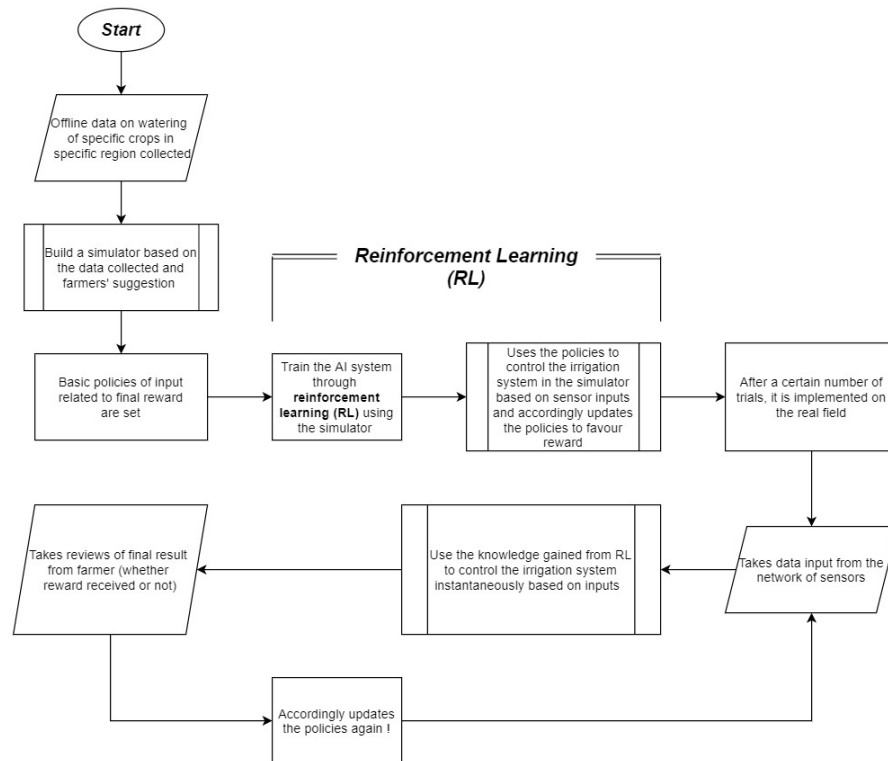 Start
Offline data on watering
of specific crops in
specific region collected
Build a simulator based on
the data collected and
farmers' suggestion
Reinforcement Learning
(RL)
Basic policies of input
related to final reward
are set
Train the AI system
through
reinforcement
learning (RL) using
the simulator
Uses the policies to
control the irrigation
system in the simulator
based on sensor inputs
and accordingly updates
the policies to favour
reward
After a certain number of
trials, it is implemented on
the real field
Takes data input from the
network of sensors
Use the knowledge gained from RL
to control the irrigation system
instantaneously based on inputs
Takes reviews of final result
from farmer (whether
reward received or not)
Accordingly updates
the policies again !